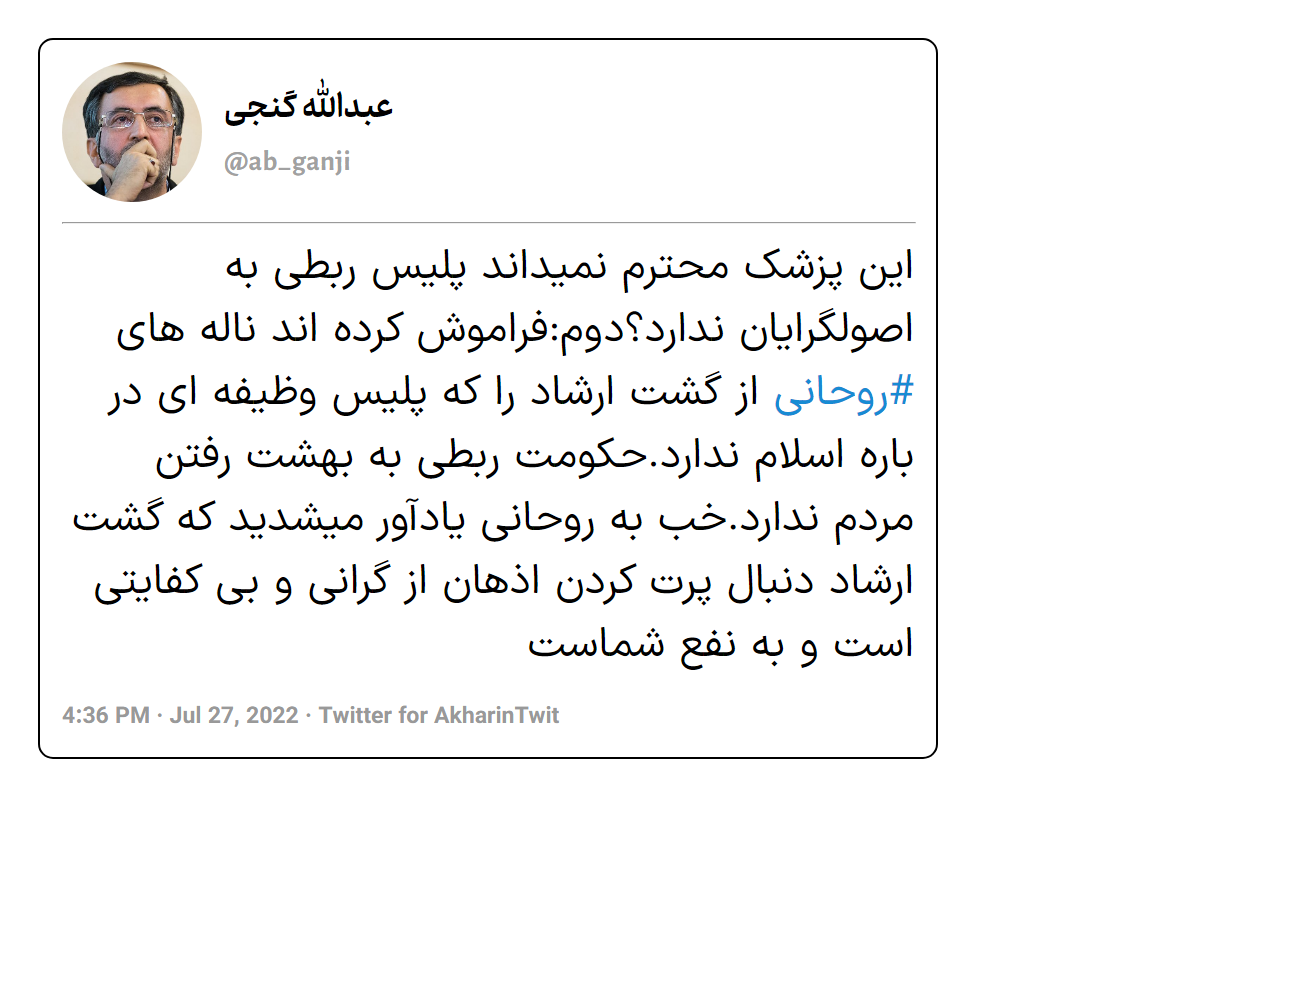 عبدالله گنجی
@ab_ganji
این پزشک محترم نمیداند پلیس ربطی به
اصولگرایان ندارد؟دوم:فراموش کرده اند ناله های
#روحانی از گشت ارشاد را که پلیس وظیفه ای در
باره اسلام ندارد.حکومت ربطی به بهشت رفتن
مردم ندارد.خب به روحانی یادآور میشدید که گشت
ارشاد دنبال پرت کردن اذهان از گرانی و بی کفایتی
است و به نفع شماست
4:36 PM · Jul 27, 2022 · Twitter for AkharinTwit